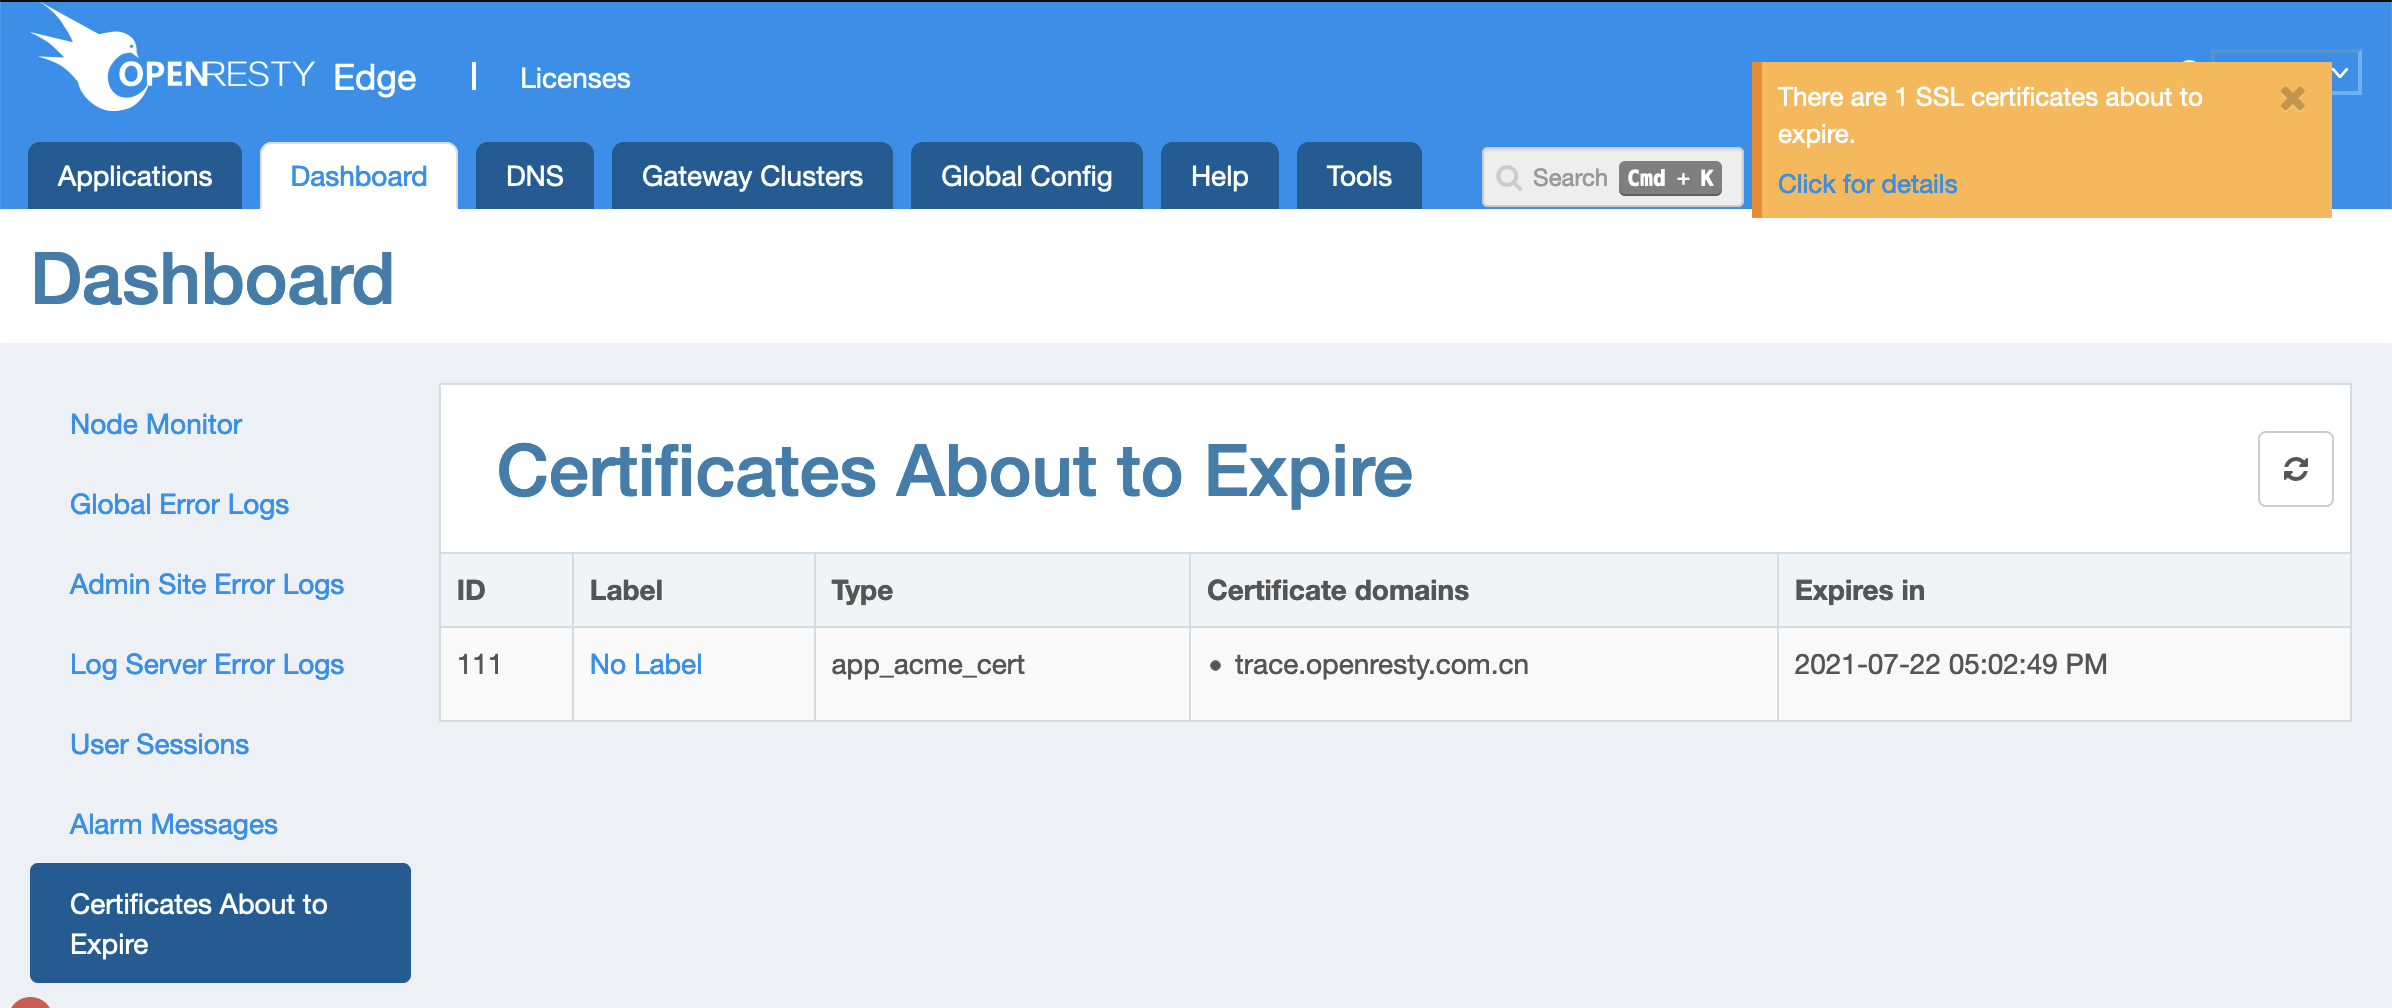 OPENRESTY Edge | Licenses
There are 1 SSL certificates about to
expire.
Click for details
Applications
Dashboard
DNS
Gateway Clusters
Global Config
Help
Tools
Search Cmd + K
Dashboard
Node Monitor
Global Error Logs
Admin Site Error Logs
Log Server Error Logs
User Sessions
Alarm Messages
Certificates About to
Expire
Certificates About to Expire
ID Label Type Certificate domains Expires in
111 No Label app_acme_cert • trace.openresty.com.cn 2021-07-22 05:02:49 PM